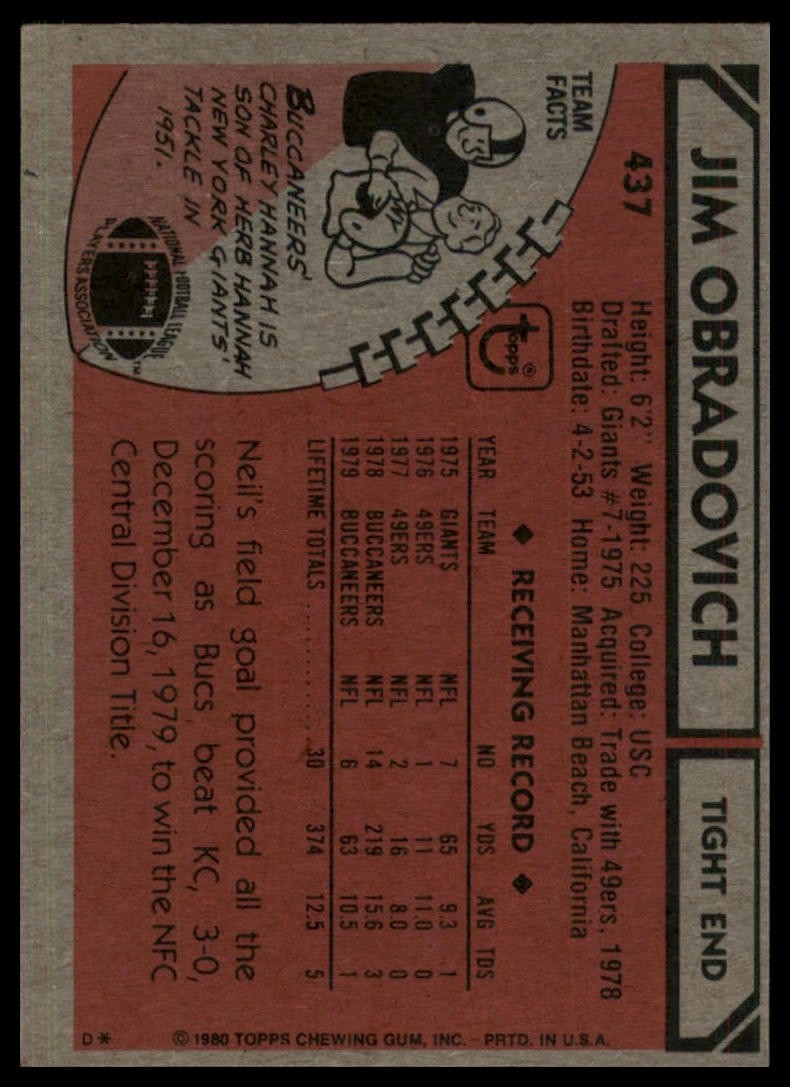 JIM OBRADOVICH
TIGHT END
437
Height: 6'2" Weight: 225 College: USC
Drafted: Giants #7-1975 Acquired: Trade with 49ers, 1978
Birthdate: 4-2-53 Home: Manhattan Beach, California
TEAM
FACTS
BUCCANEERS'
CHARLEY HANNAH IS
SON OF HERB HANNAH
NEW YORK GIANTS'
TACKLE IN
1951.
NATIONAL FOOTBALL LEAGUE
PLAYERS ASSOCIATION
TM
topps®
◆ RECEIVING RECORD ◆
YEAR TEAM NO YDS AVG TDS
1975 GIANTS NFL 7 65 9.3 1
1976 49ERS NFL 1 11 11.0 0
1977 49ERS NFL 2 16 8.0 0
1978 BUCCANEERS NFL 14 219 15.6 3
1979 BUCCANEERS NFL 6 63 10.5 1
LIFETIME TOTALS .......... 30 374 12.5 5
Neil's field goal provided all the
scoring as Bucs beat KC, 3-0,
December 16, 1979, to win the NFC
Central Division Title.
D* © 1980 TOPPS CHEWING GUM, INC. – PRTD. IN U.S.A.